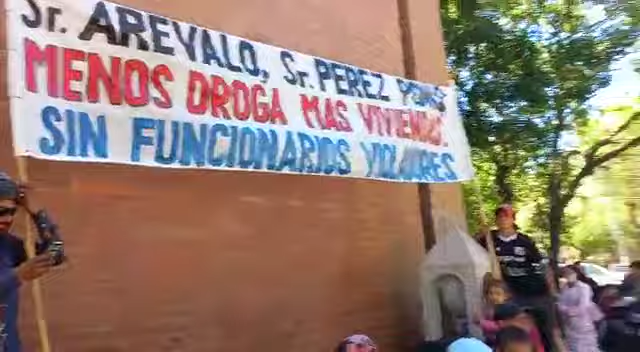 Sr. AREVALO, Sr. PEREZ
MENOS DROGA MAS VIVIENDAS.
SIN FUNCIONARIOS VIOLADORES